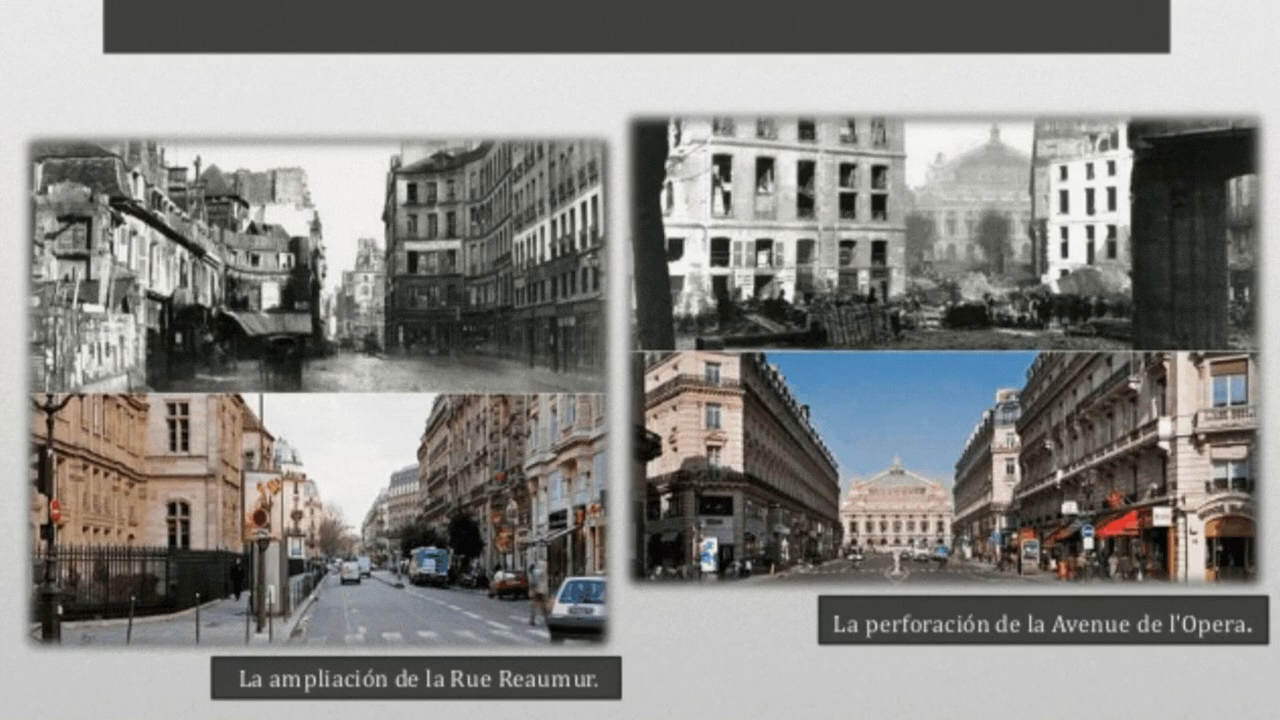 La ampliación de la Rue Reaumur.
La perforación de la Avenue de l'Opera.